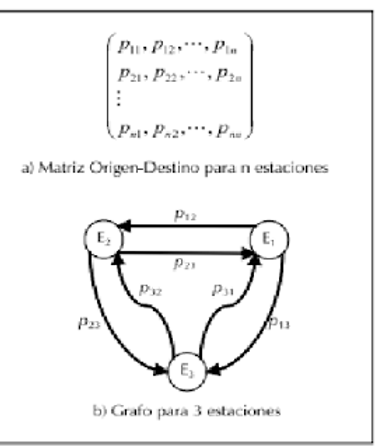 p₁₁, p₁₂, ⋯, p₁ₙ
p₂₁, p₂₂, ⋯, p₂ₙ
⋮
pₙ₁, pₙ₂, ⋯, pₙₙ
a) Matriz Origen-Destino para n estaciones
p₁₂
E₂ E₁
p₂₁
p₃₂ p₃₁
p₂₃ p₁₃
E₃
b) Grafo para 3 estaciones